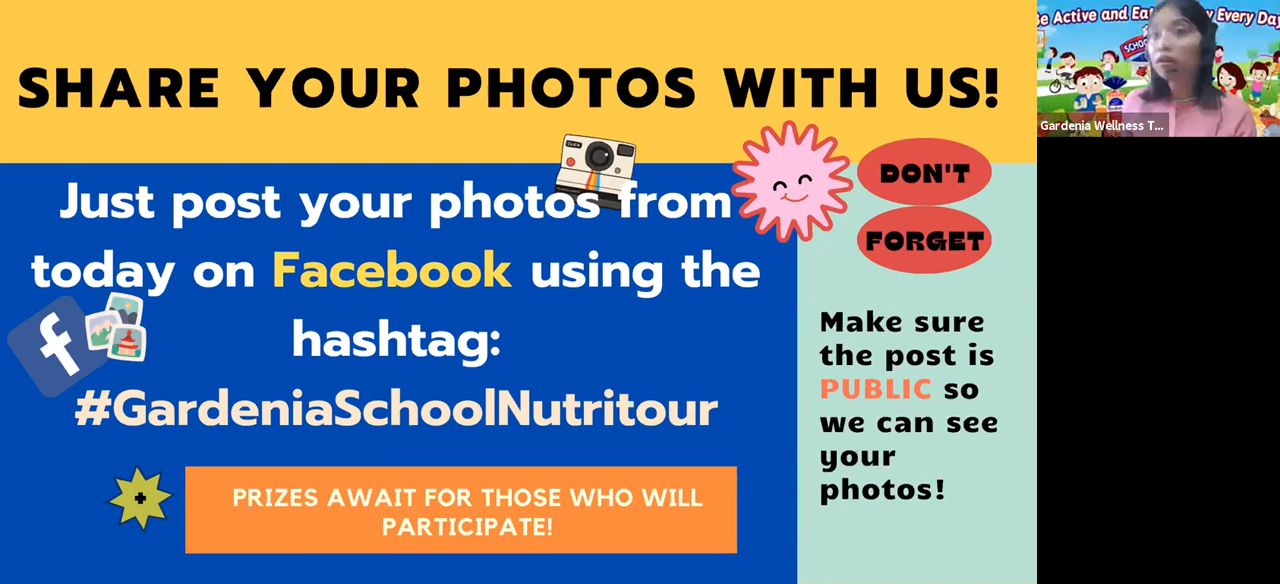 SHARE YOUR PHOTOS WITH US!
CLICK
Just post your photos from
today on Facebook using the
hashtag:
#GardeniaSchoolNutritour
PRIZES AWAIT FOR THOSE WHO WILL
PARTICIPATE!
DON'T
FORGET
Make sure
the post is
PUBLIC so
we can see
your
photos!
Be Active and Ea y Every Day
SCHOO
Gardenia Wellness T...